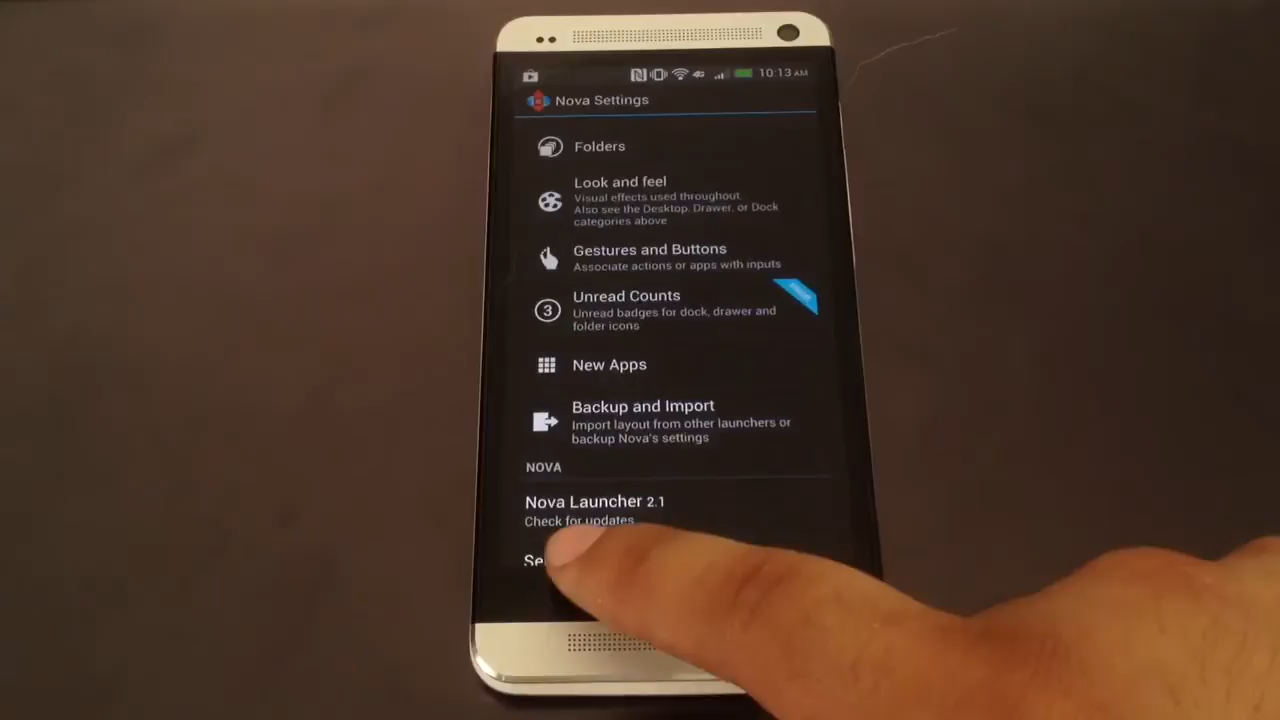 10:13 AM
Nova Settings
Folders
Look and feel
Visual effects used throughout.
Also see the Desktop, Drawer, or Dock
categories above
Gestures and Buttons
Associate actions or apps with inputs
Unread Counts
Unread badges for dock, drawer and
folder icons
3
New Apps
Backup and Import
Import layout from other launchers or
backup Nova's settings
NOVA
Nova Launcher 2.1
Check for updates
Se